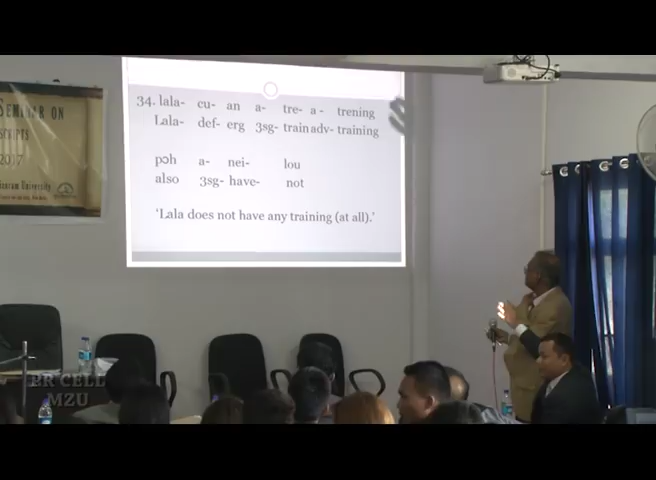 SEMINAR ON
2017
34. lala- cu- an a- tre- a - trening
Lala- def- erg 3sg- train adv- training
pɔh a- nei- lou
also 3sg- have- not
‘Lala does not have any training (at all).’
PR CELL
MZU